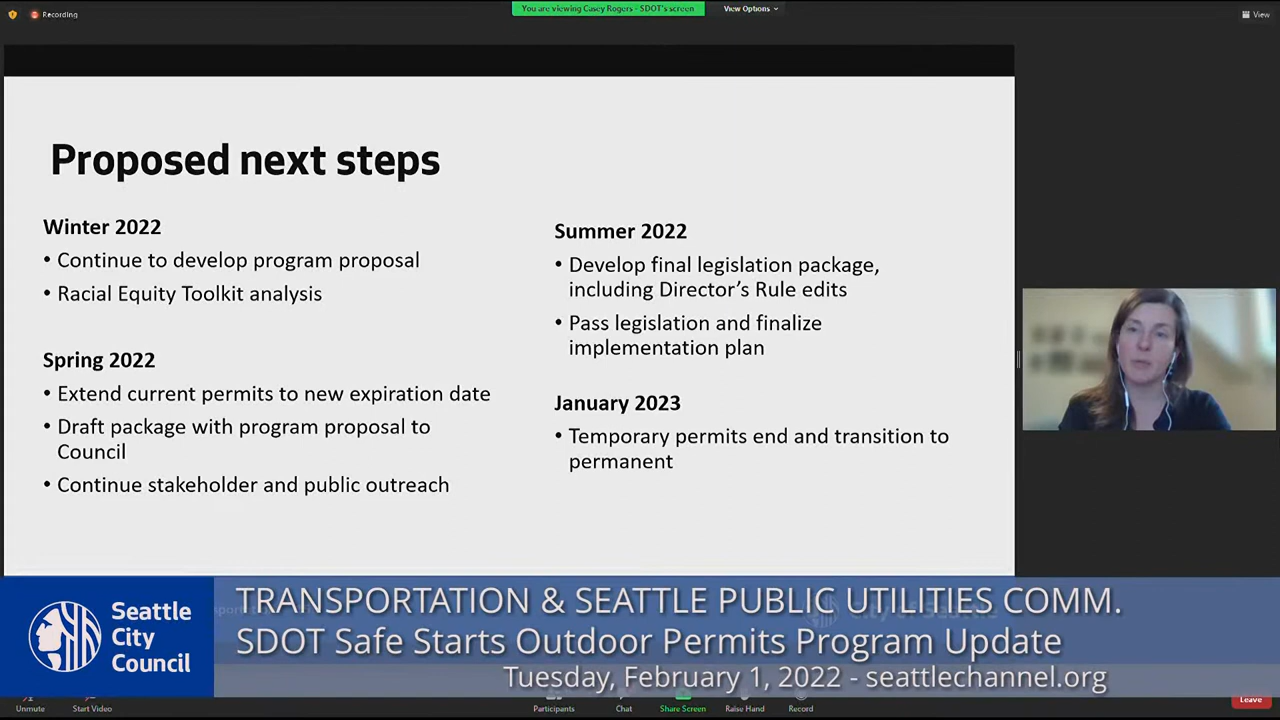 Recording
You are viewing Casey Rogers - SDOT's screen
View Options
View
Proposed next steps
Winter 2022
• Continue to develop program proposal
• Racial Equity Toolkit analysis
Spring 2022
• Extend current permits to new expiration date
• Draft package with program proposal to
Council
• Continue stakeholder and public outreach
Summer 2022
• Develop final legislation package,
including Director's Rule edits
• Pass legislation and finalize
implementation plan
January 2023
• Temporary permits end and transition to
permanent
Seattle
City
Council
TRANSPORTATION & SEATTLE PUBLIC UTILITIES COMM.
SDOT Safe Starts Outdoor Permits Program Update
Tuesday, February 1, 2022 - seattlechannel.org
Unmute
Start Video
Participants
Chat
Share Screen
Raise Hand
Record
Leave